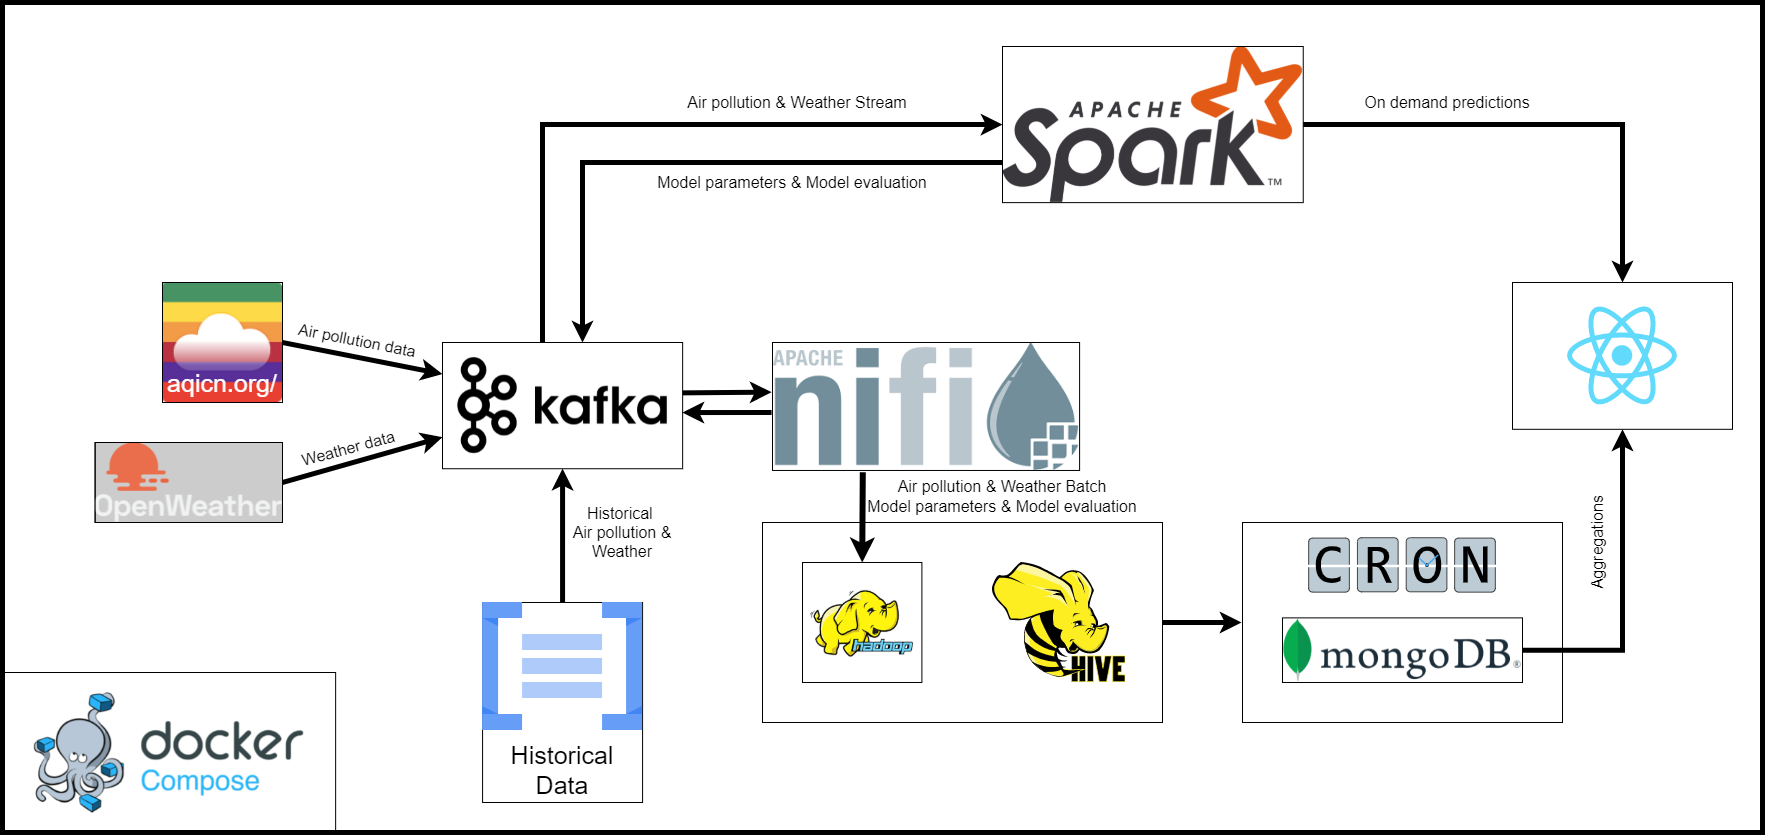 Air pollution & Weather Stream
APACHE
Spark™
On demand predictions
Model parameters & Model evaluation
aqicn.org/
Air pollution data
Weather data
OpenWeather
kafka
APACHE
nifi
Air pollution & Weather Batch
Model parameters & Model evaluation
Historical
Air pollution &
Weather
hadoop
HIVE
CRON
mongoDB®
Aggregations
Historical
Data
docker
Compose